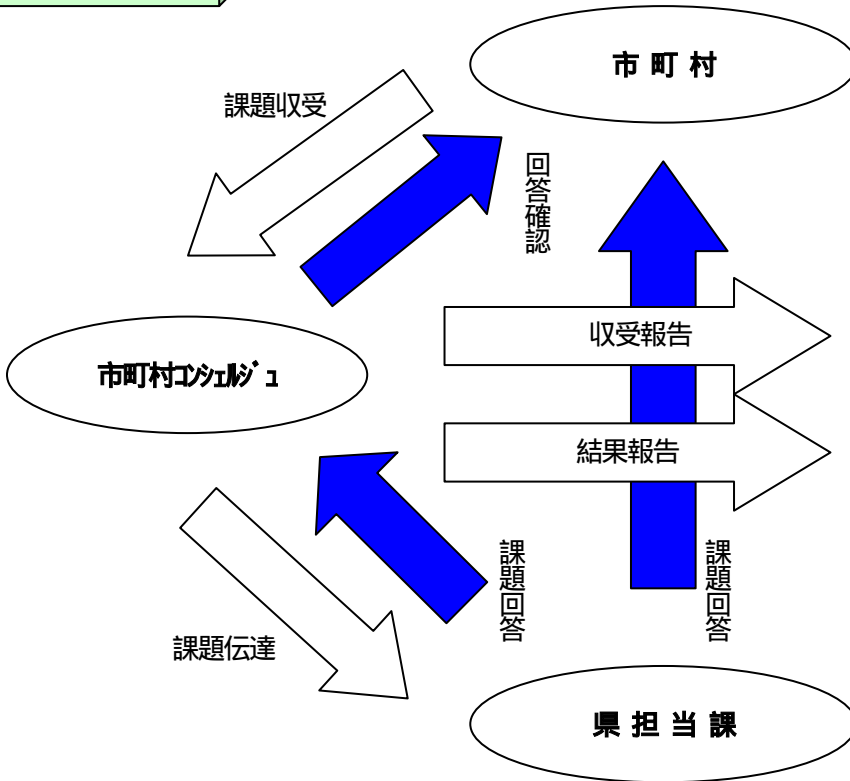 市 町 村
課題収受
回答確認
収受報告
市町村ｺﾝｼｪﾙｼﾞｭ
結果報告
課題回答
課題回答
課題伝達
県 担 当 課